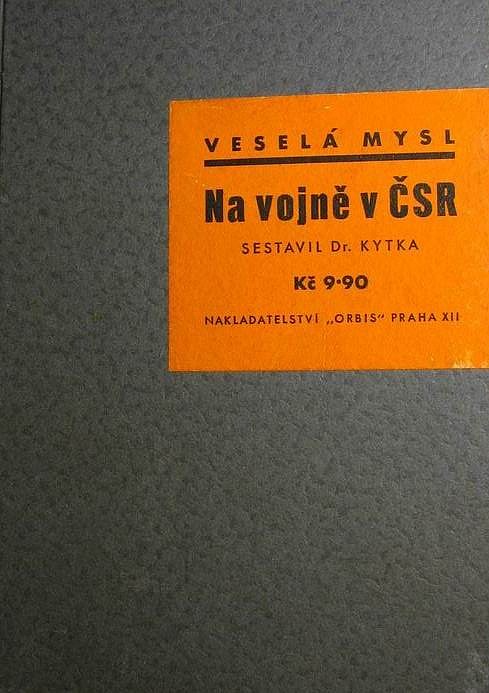 VESELÁ MYSL
Na vojně v ČSR
SESTAVIL Dr. KYTKA
Kč 9·90
NAKLADATELSTVÍ „ORBIS“ PRAHA XII